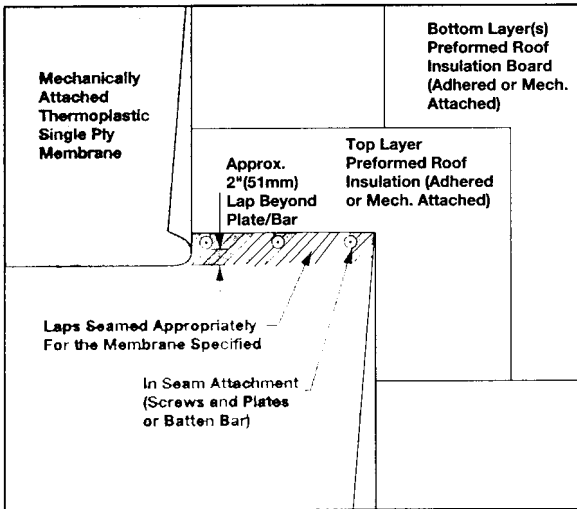 Mechanically
Attached
Thermoplastic
Single Ply
Membrane
Bottom Layer(s)
Preformed Roof
Insulation Board
(Adhered or Mech.
Attached)
Approx.
2"(51mm)
Lap Beyond
Plate/Bar
Top Layer
Preformed Roof
Insulation (Adhered
or Mech. Attached)
Laps Seamed Appropriately
For the Membrane Specified
In Seam Attachment
(Screws and Plates
or Batten Bar)